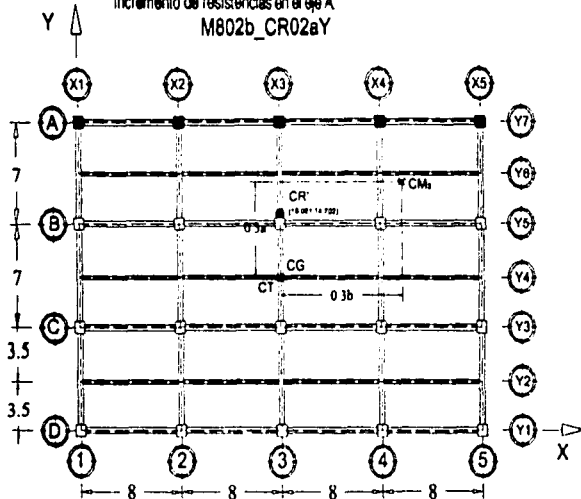 Incremento de resistencias en el eje A
M802b_CR02aY
Y
X1 X2 X3 X4 X5
A Y7
7
Y6
CM₃
CR'
B Y5
0.3a
7
CG
Y4
CT
0.3b
C Y3
3.5
Y2
3.5
D Y1
X
1 2 3 4 5
8 8 8 8